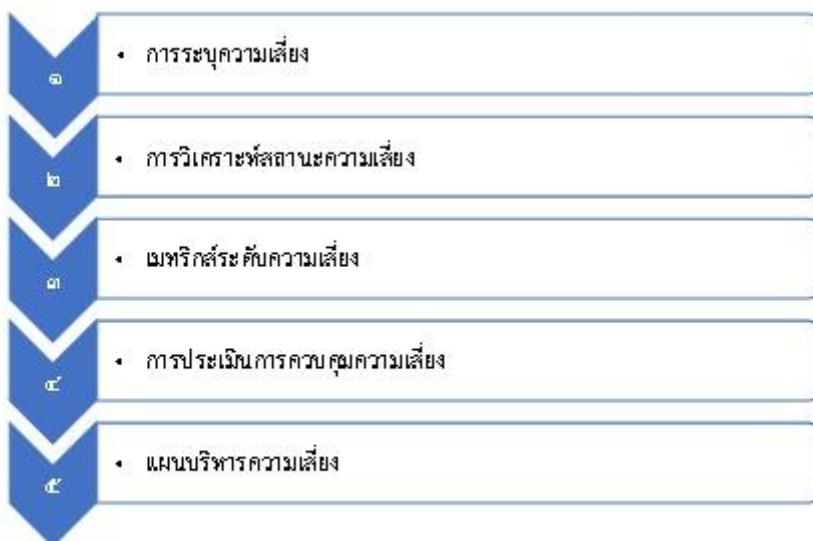 ๑
• การระบุความเสี่ยง
๒
• การวิเคราะห์สถานะความเสี่ยง
๓
• เมทริกส์ระดับความเสี่ยง
๔
• การประเมินการควบคุมความเสี่ยง
๕
• แผนบริหารความเสี่ยง